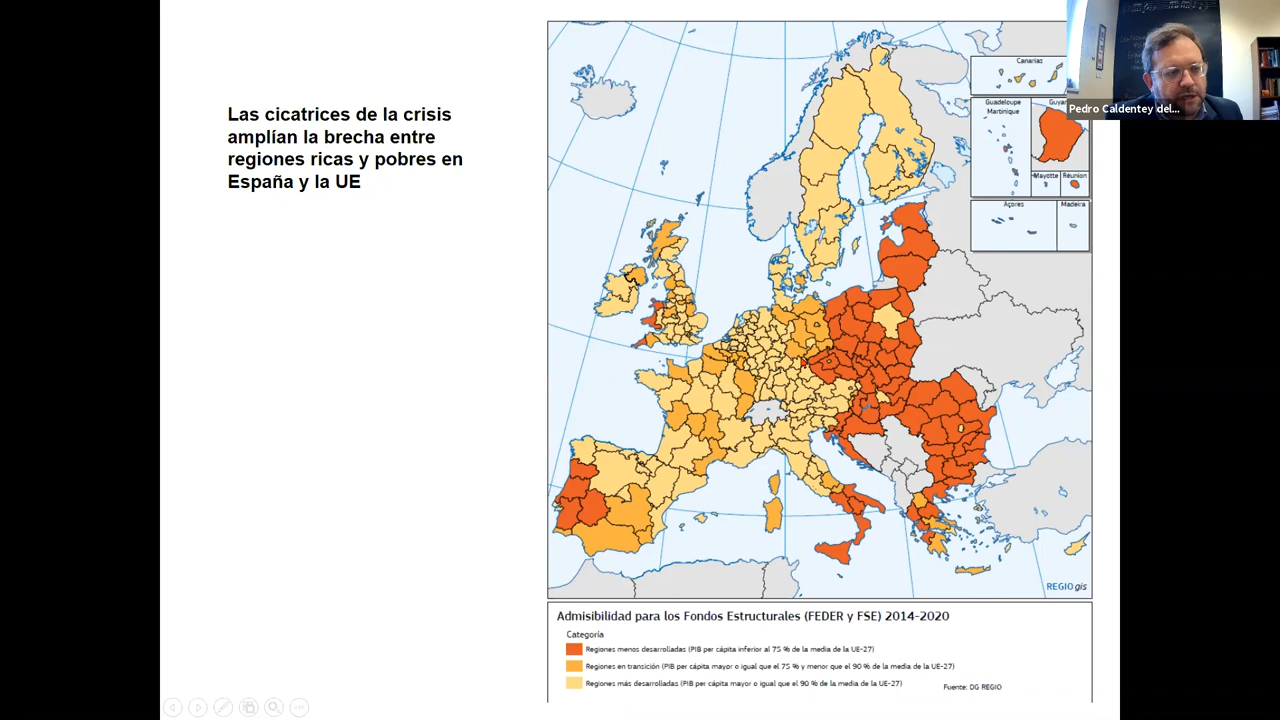 Las cicatrices de la crisis
amplían la brecha entre
regiones ricas y pobres en
España y la UE
Canarias
Guadeloupe
Martinique
Guyan
Mayotte
Réunion
Açores
Madeira
Pedro Caldentey del...
REGIOgis
Admisibilidad para los Fondos Estructurales (FEDER y FSE) 2014-2020
Categoría
Regiones menos desarrolladas (PIB per cápita inferior al 75 % de la media de la UE-27)
Regiones en transición (PIB per cápita mayor o igual que el 75 % y menor que el 90 % de la media de la UE-27)
Regiones más desarrolladas (PIB per cápita mayor o igual que el 90 % de la media de la UE-27)
Fuente: DG REGIO